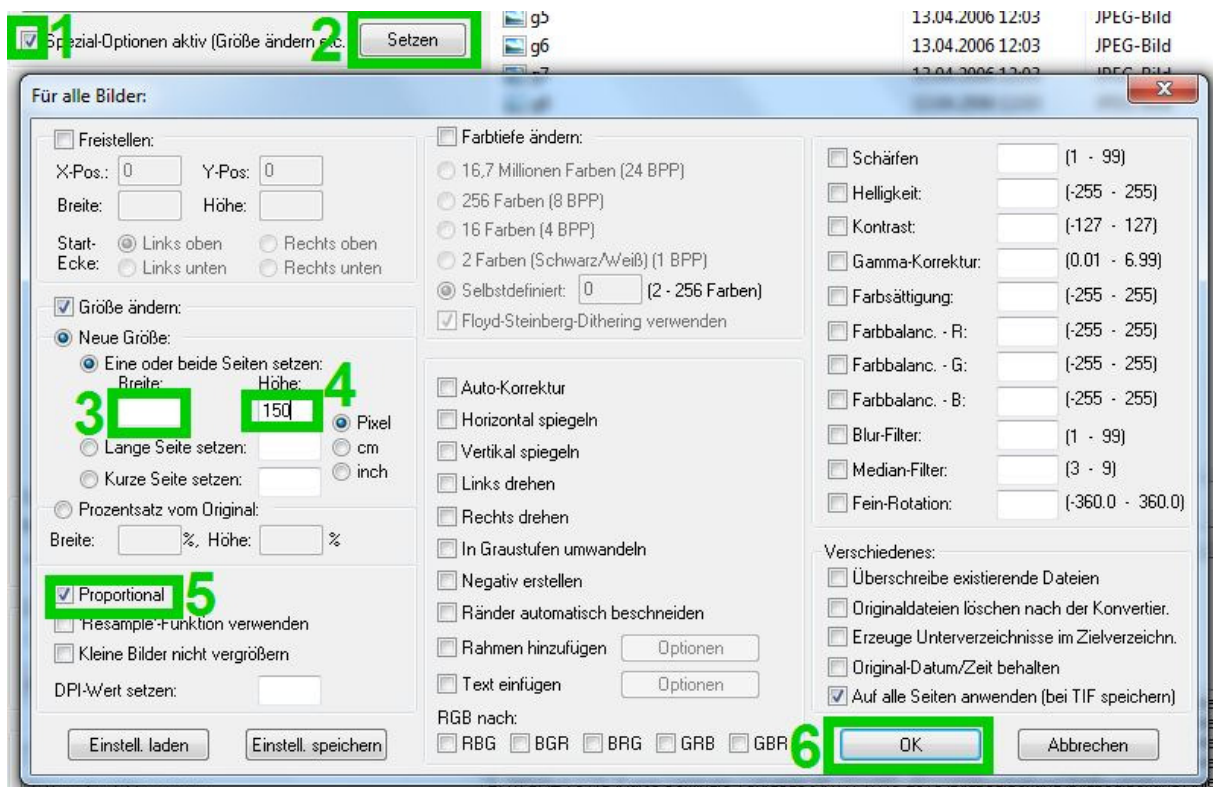 g5 13.04.2006 12:03 JPEG-Bild
1 Spezial-Optionen aktiv (Größe ändern etc. 2 Setzen
g6 13.04.2006 12:03 JPEG-Bild
g7 13.04.2006 12:03 JPEG-Bild
Für alle Bilder:
Freistellen:
X-Pos.: 0 Y-Pos: 0
Breite: Höhe:
Start-Ecke:
Links oben Rechts oben
Links unten Rechts unten
Größe ändern:
Neue Größe:
Eine oder beide Seiten setzen:
Breite: Höhe:
3 150 4
Pixel
Lange Seite setzen: cm
Kurze Seite setzen: inch
Prozentsatz vom Original:
Breite: %, Höhe: %
Proportional 5
'Resample'-Funktion verwenden
Kleine Bilder nicht vergrößern
DPI-Wert setzen:
Einstell. laden Einstell. speichern
Farbtiefe ändern:
16,7 Millionen Farben (24 BPP)
256 Farben (8 BPP)
16 Farben (4 BPP)
2 Farben (Schwarz/Weiß) (1 BPP)
Selbstdefiniert: 0 (2 - 256 Farben)
Floyd-Steinberg-Dithering verwenden
Auto-Korrektur
Horizontal spiegeln
Vertikal spiegeln
Links drehen
Rechts drehen
In Graustufen umwandeln
Negativ erstellen
Ränder automatisch beschneiden
Rahmen hinzufügen Optionen
Text einfügen Optionen
RGB nach:
RBG BGR BRG GRB GBR
Schärfen (1 - 99)
Helligkeit: (-255 - 255)
Kontrast: (-127 - 127)
Gamma-Korrektur: (0.01 - 6.99)
Farbsättigung: (-255 - 255)
Farbbalanc. - R: (-255 - 255)
Farbbalanc. - G: (-255 - 255)
Farbbalanc. - B: (-255 - 255)
Blur-Filter: (1 - 99)
Median-Filter: (3 - 9)
Fein-Rotation: (-360.0 - 360.0)
Verschiedenes:
Überschreibe existierende Dateien
Originaldateien löschen nach der Konvertier.
Erzeuge Unterverzeichnisse im Zielverzeichn.
Original-Datum/Zeit behalten
Auf alle Seiten anwenden (bei TIF speichern)
6 OK Abbrechen